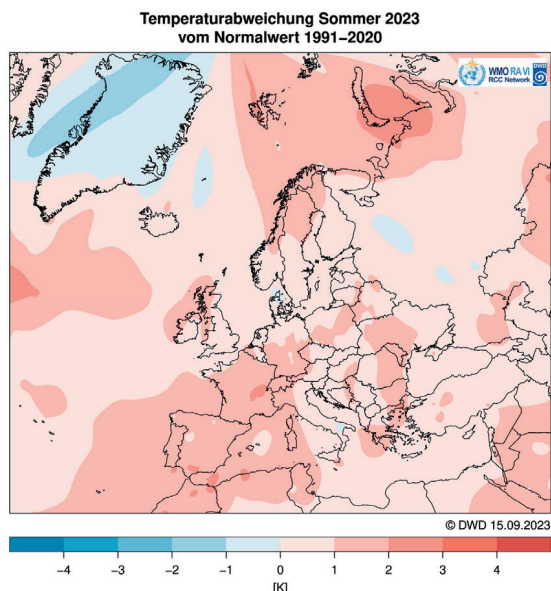 Temperaturabweichung Sommer 2023
vom Normalwert 1991–2020
WMO RA VI
RCC Network
DWD
© DWD 15.09.2023
−4 −3 −2 −1 0 1 2 3 4
[K]